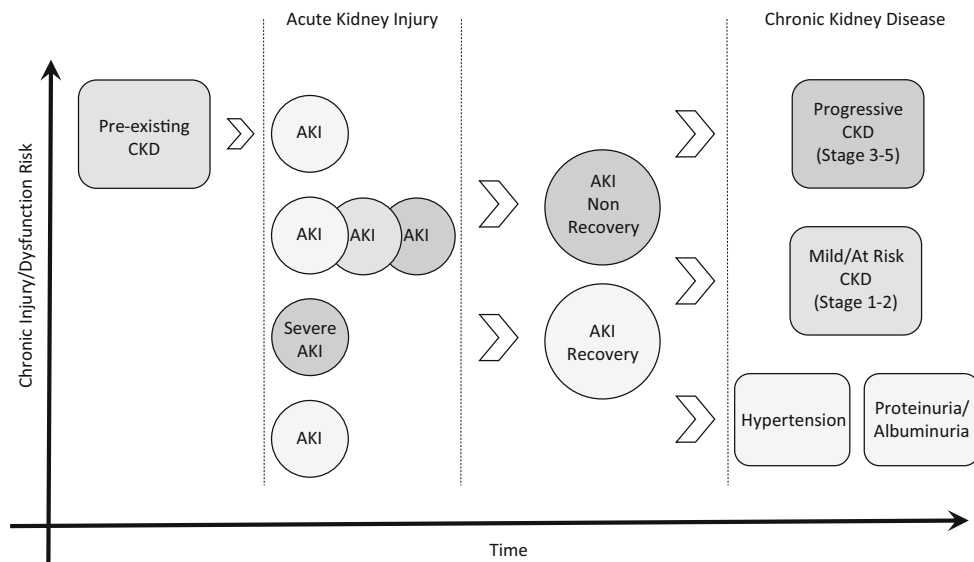 Acute Kidney Injury
Chronic Kidney Disease
Chronic Injury/Dysfunction Risk
Pre-existing
CKD
AKI
AKI
AKI
AKI
Severe
AKI
AKI
AKI
Non
Recovery
AKI
Recovery
Progressive
CKD
(Stage 3-5)
Mild/At Risk
CKD
(Stage 1-2)
Hypertension
Proteinuria/
Albuminuria
Time